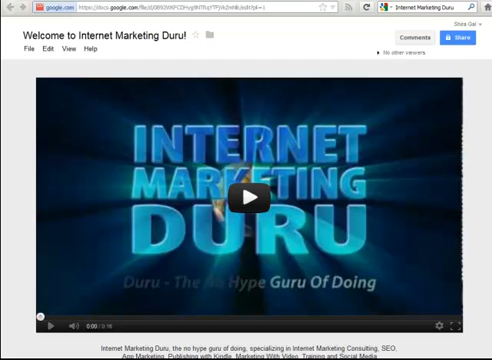 google.com
Internet Marketing Duru
Shira Gal
Welcome to Internet Marketing Duru!
Comments
Share
File Edit View Help
No other viewers
INTERNET
MARKETING
DURU
Duru - The No Hype Guru Of Doing
0:00 / 0:16
Internet Marketing Duru, the no hype guru of doing, specializing in Internet Marketing Consulting, SEO,
App Marketing, Publishing with Kindle, Marketing With Video, Training and Social Media